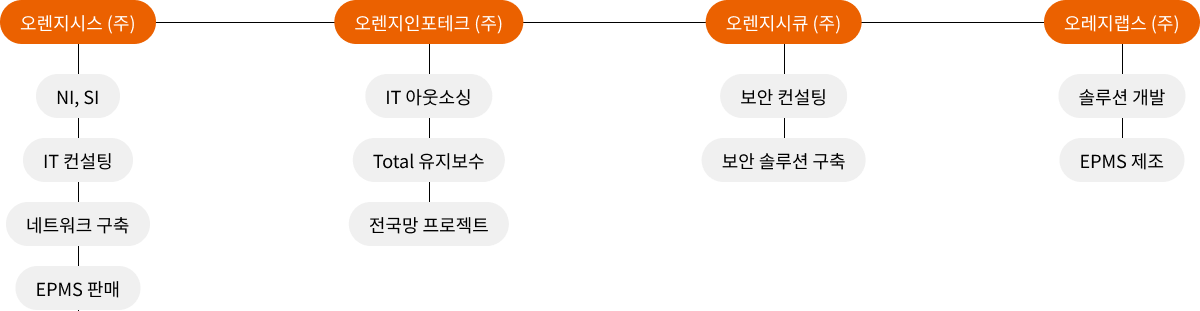 오렌지시스 (주)
오렌지인포테크 (주)
오렌지시큐 (주)
오레지랩스 (주)
NI, SI
IT 아웃소싱
보안 컨설팅
솔루션 개발
IT 컨설팅
Total 유지보수
보안 솔루션 구축
EPMS 제조
네트워크 구축
전국망 프로젝트
EPMS 판매